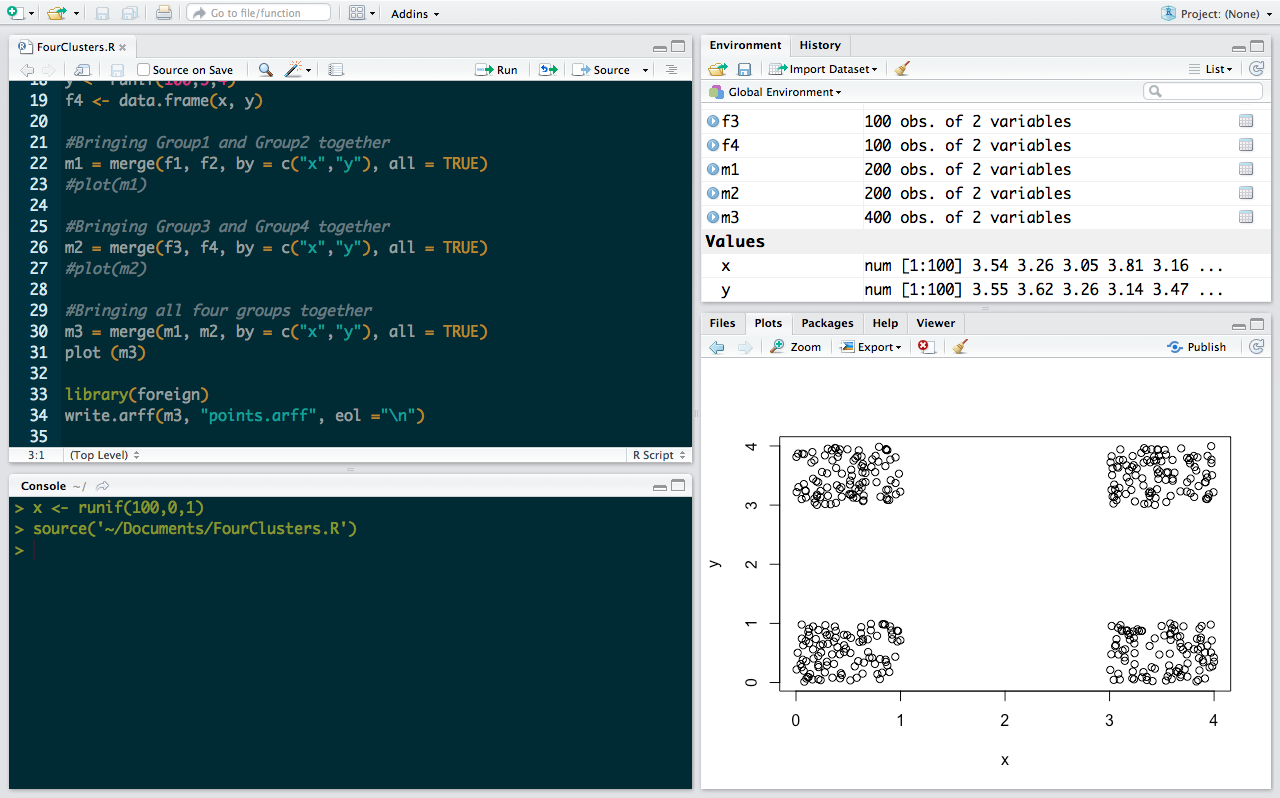 Go to file/function
Addins
Project: (None)
FourClusters.R
Source on Save
Run
Source
19 f4 <- data.frame(x, y)
20
21 #Bringing Group1 and Group2 together
22 m1 = merge(f1, f2, by = c("x","y"), all = TRUE)
23 #plot(m1)
24
25 #Bringing Group3 and Group4 together
26 m2 = merge(f3, f4, by = c("x","y"), all = TRUE)
27 #plot(m2)
28
29 #Bringing all four groups together
30 m3 = merge(m1, m2, by = c("x","y"), all = TRUE)
31 plot (m3)
32
33 library(foreign)
34 write.arff(m3, "points.arff", eol ="\n")
35
3:1 (Top Level) R Script
Console ~/
> x <- runif(100,0,1)
> source('~/Documents/FourClusters.R')
>
Environment History
Import Dataset List
Global Environment
f3 100 obs. of 2 variables
f4 100 obs. of 2 variables
m1 200 obs. of 2 variables
m2 200 obs. of 2 variables
m3 400 obs. of 2 variables
Values
x num [1:100] 3.54 3.26 3.05 3.81 3.16 ...
y num [1:100] 3.55 3.62 3.26 3.14 3.47 ...
Files Plots Packages Help Viewer
Zoom Export Publish
4
3
2
1
0
y
0 1 2 3 4
x